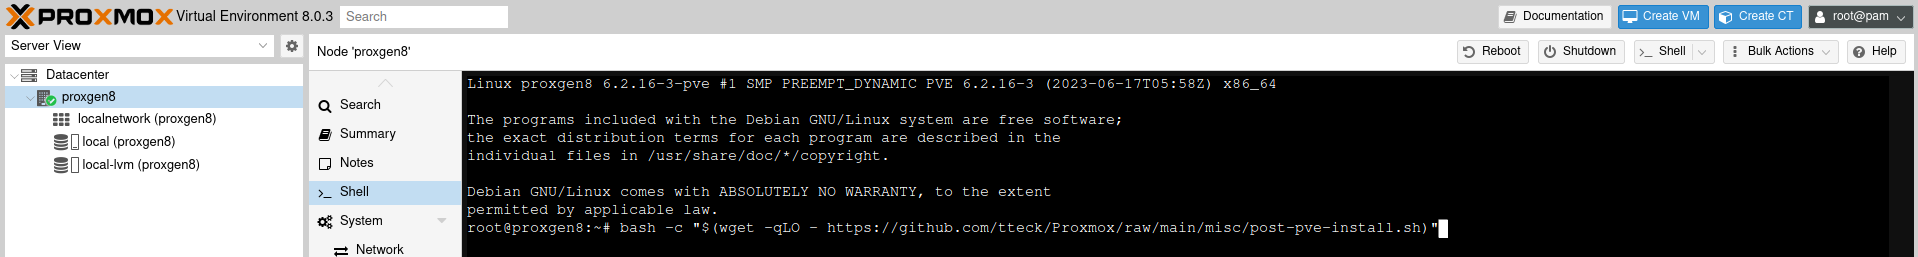 PROXMOX Virtual Environment 8.0.3 Search Documentation Create VM Create CT root@pam
Server View
Node 'proxgen8' Reboot Shutdown >_ Shell Bulk Actions Help
Datacenter
proxgen8
localnetwork (proxgen8)
local (proxgen8)
local-lvm (proxgen8)
Search
Summary
Notes
>_ Shell
System
Network
Linux proxgen8 6.2.16-3-pve #1 SMP PREEMPT_DYNAMIC PVE 6.2.16-3 (2023-06-17T05:58Z) x86_64
The programs included with the Debian GNU/Linux system are free software;
the exact distribution terms for each program are described in the
individual files in /usr/share/doc/*/copyright.
Debian GNU/Linux comes with ABSOLUTELY NO WARRANTY, to the extent
permitted by applicable law.
root@proxgen8:~# bash -c "$(wget -qLO - https://github.com/tteck/Proxmox/raw/main/misc/post-pve-install.sh)"